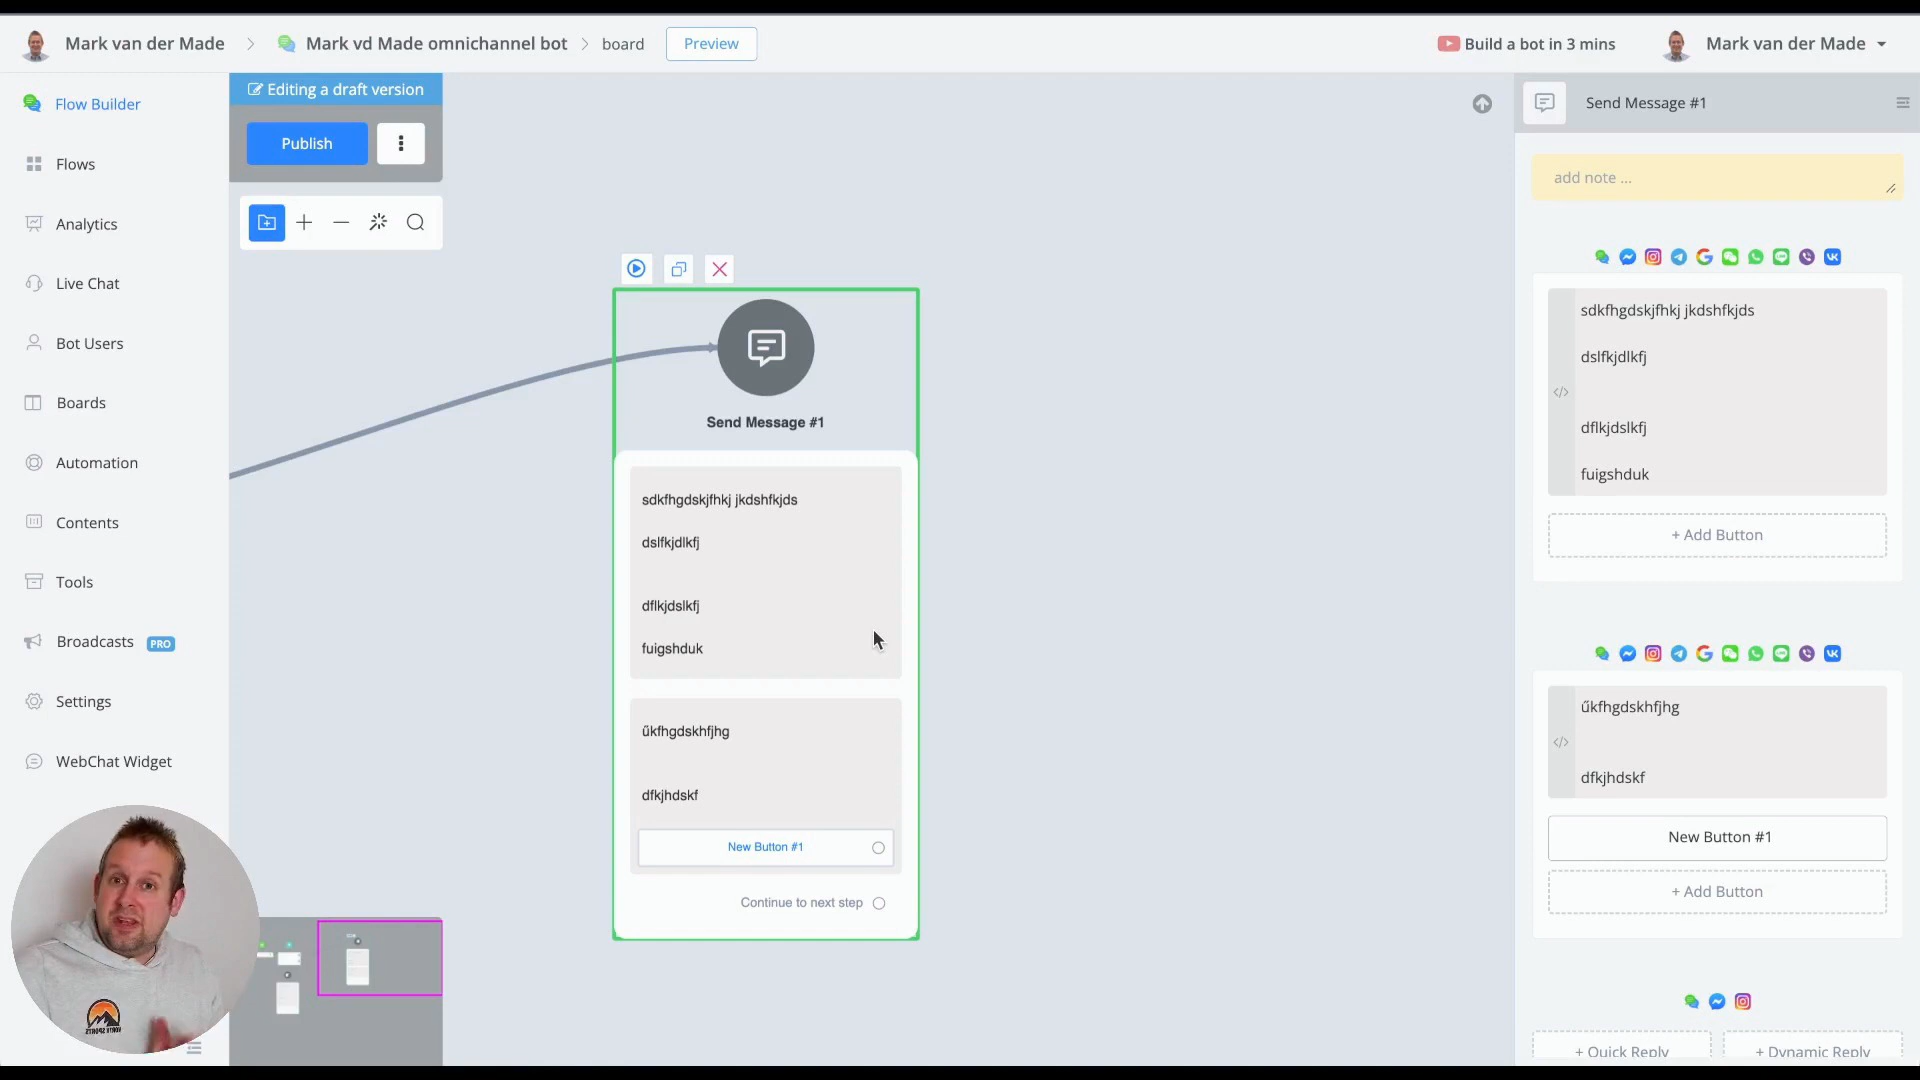 Mark van der Made
Mark vd Made omnichannel bot
board
Preview
Build a bot in 3 mins
Mark van der Made
Flow Builder
Flows
Analytics
Live Chat
Bot Users
Boards
Automation
Contents
Tools
Broadcasts PRO
Settings
WebChat Widget
Editing a draft version
Publish
Send Message #1
sdkfhgdskjfhkj jkdshfkjds
dslfkjdlkfj
dflkjdslkfj
fuigshduk
űkfhgdskhfjhg
dfkjhdskf
New Button #1
Continue to next step
Send Message #1
add note ...
sdkfhgdskjfhkj jkdshfkjds
dslfkjdlkfj
dflkjdslkfj
fuigshduk
+ Add Button
űkfhgdskhfjhg
dfkjhdskf
New Button #1
+ Add Button
+ Quick Reply
+ Dynamic Reply